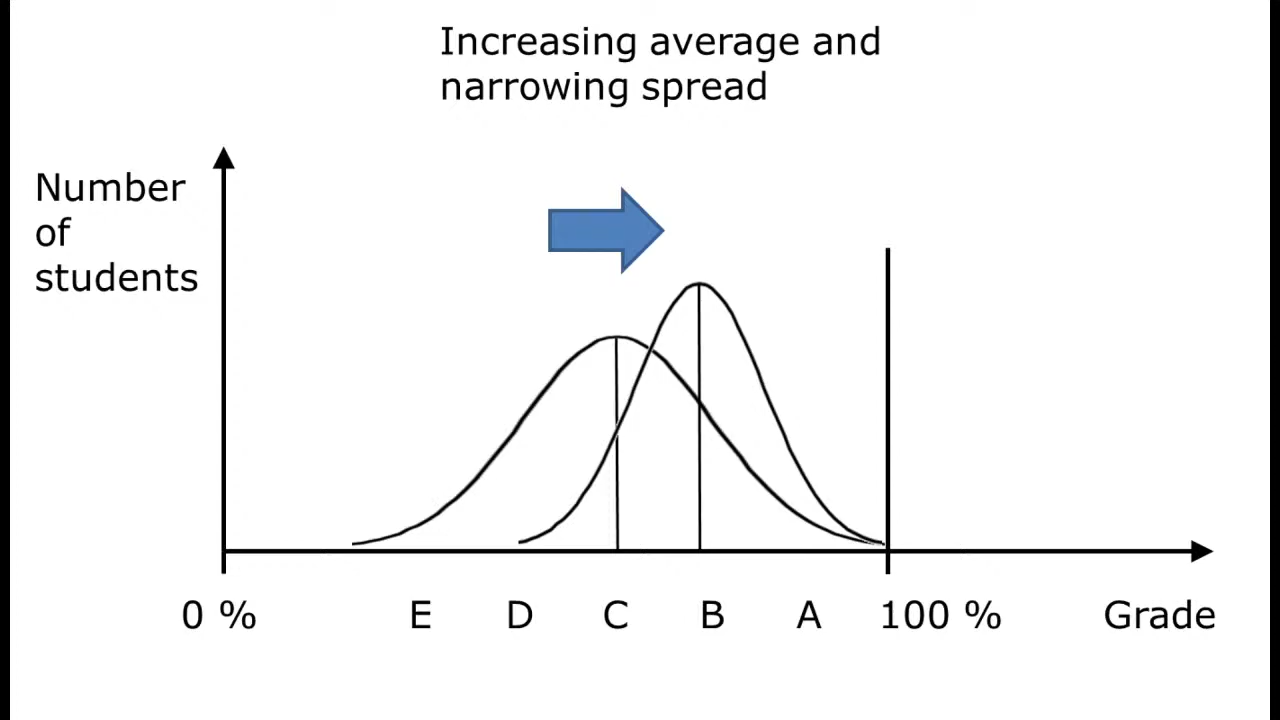 Increasing average and
narrowing spread
Number
of
students
0 % E D C B A 100 % Grade